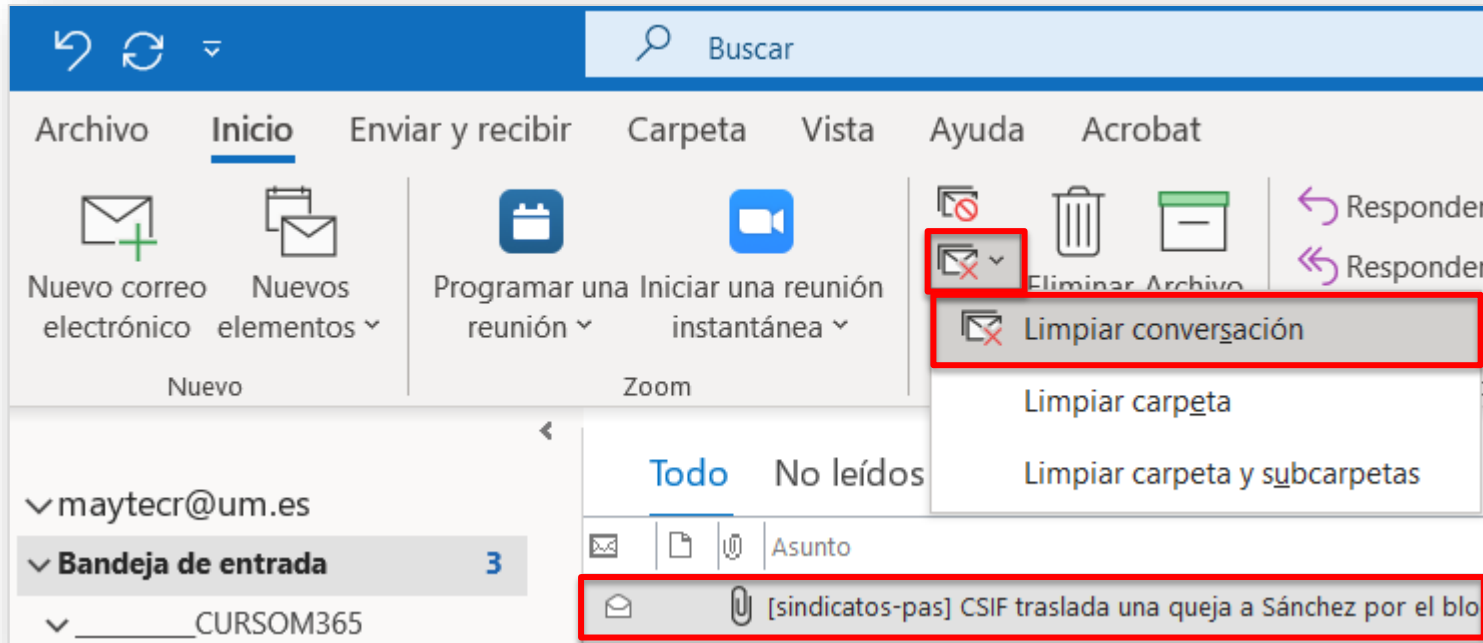 Buscar
Archivo Inicio Enviar y recibir Carpeta Vista Ayuda Acrobat
Nuevo correo electrónico
Nuevos elementos
Programar una reunión
Iniciar una reunión instantánea
Eliminar Archivo
Responder
Responder
Nuevo
Zoom
Limpiar conversación
Limpiar carpeta
Limpiar carpeta y subcarpetas
Todo No leídos
maytecr@um.es
Bandeja de entrada 3
Asunto
________CURSOM365
[sindicatos-pas] CSIF traslada una queja a Sánchez por el blo